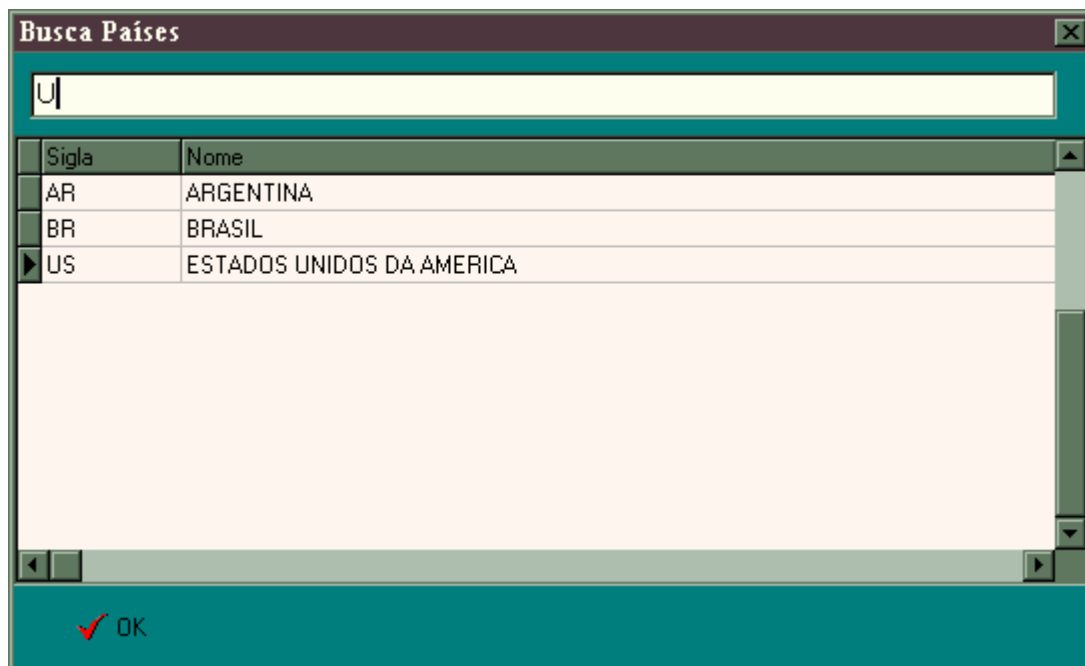 Busca Países
U
Sigla Nome
AR ARGENTINA
BR BRASIL
US ESTADOS UNIDOS DA AMERICA
OK